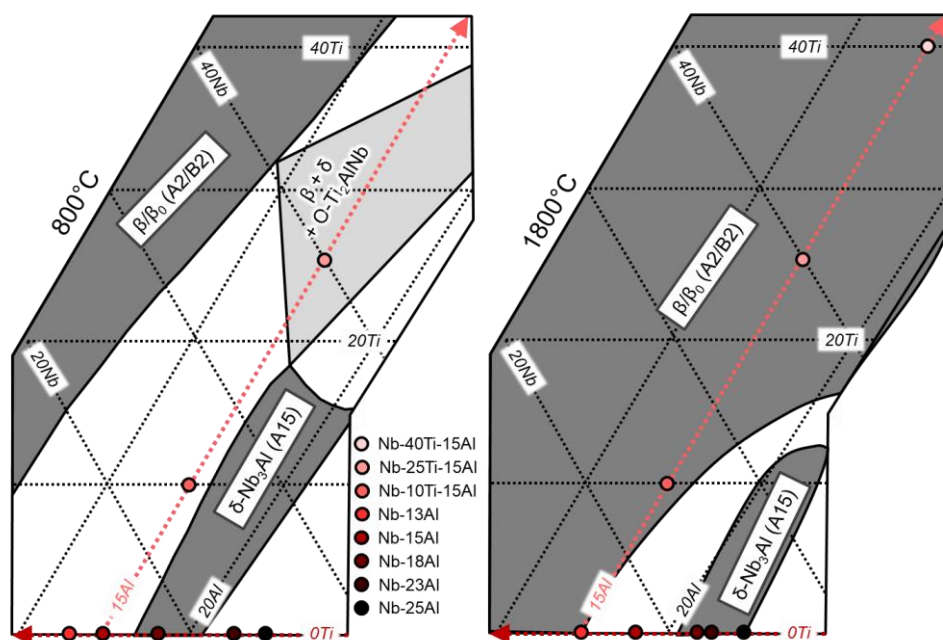 40Ti
40Nb
800°C
β/β₀ (A2/B2)
β + δ
+ O-Ti₂AlNb
20Ti
20Nb
δ-Nb₃Al (A15)
15Al
20Al
0Ti
Nb-40Ti-15Al
Nb-25Ti-15Al
Nb-10Ti-15Al
Nb-13Al
Nb-15Al
Nb-18Al
Nb-23Al
Nb-25Al
40Ti
40Nb
1800°C
β/β₀ (A2/B2)
20Ti
20Nb
δ-Nb₃Al (A15)
15Al
20Al
0Ti